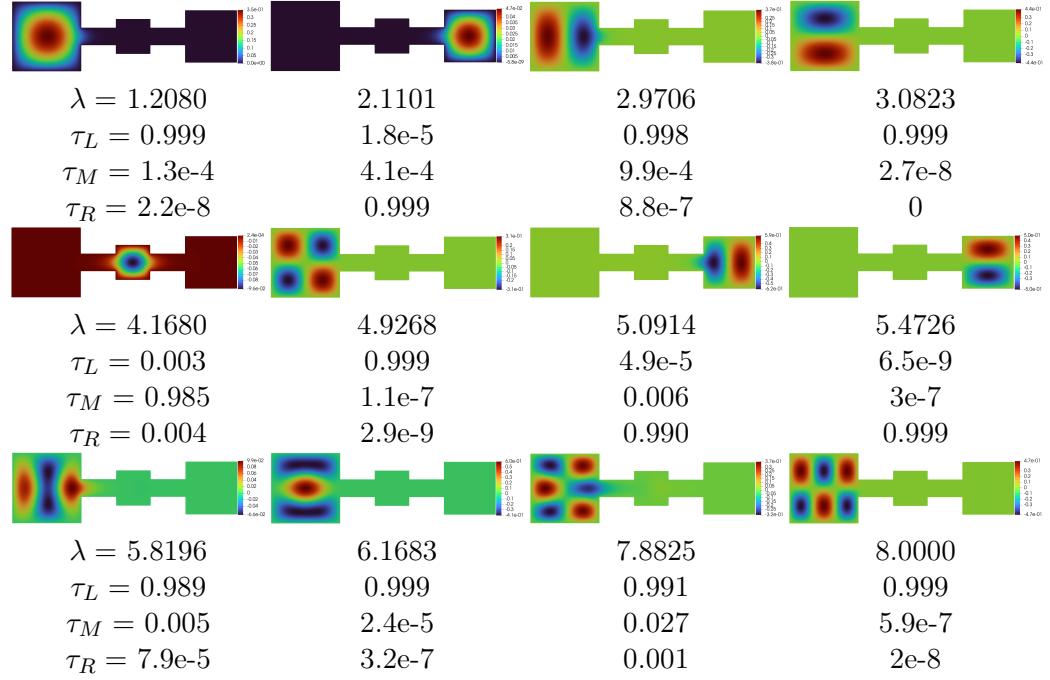 λ = 1.2080 2.1101 2.9706 3.0823
τ_L = 0.999 1.8e-5 0.998 0.999
τ_M = 1.3e-4 4.1e-4 9.9e-4 2.7e-8
τ_R = 2.2e-8 0.999 8.8e-7 0
λ = 4.1680 4.9268 5.0914 5.4726
τ_L = 0.003 0.999 4.9e-5 6.5e-9
τ_M = 0.985 1.1e-7 0.006 3e-7
τ_R = 0.004 2.9e-9 0.990 0.999
λ = 5.8196 6.1683 7.8825 8.0000
τ_L = 0.989 0.999 0.991 0.999
τ_M = 0.005 2.4e-5 0.027 5.9e-7
τ_R = 7.9e-5 3.2e-7 0.001 2e-8